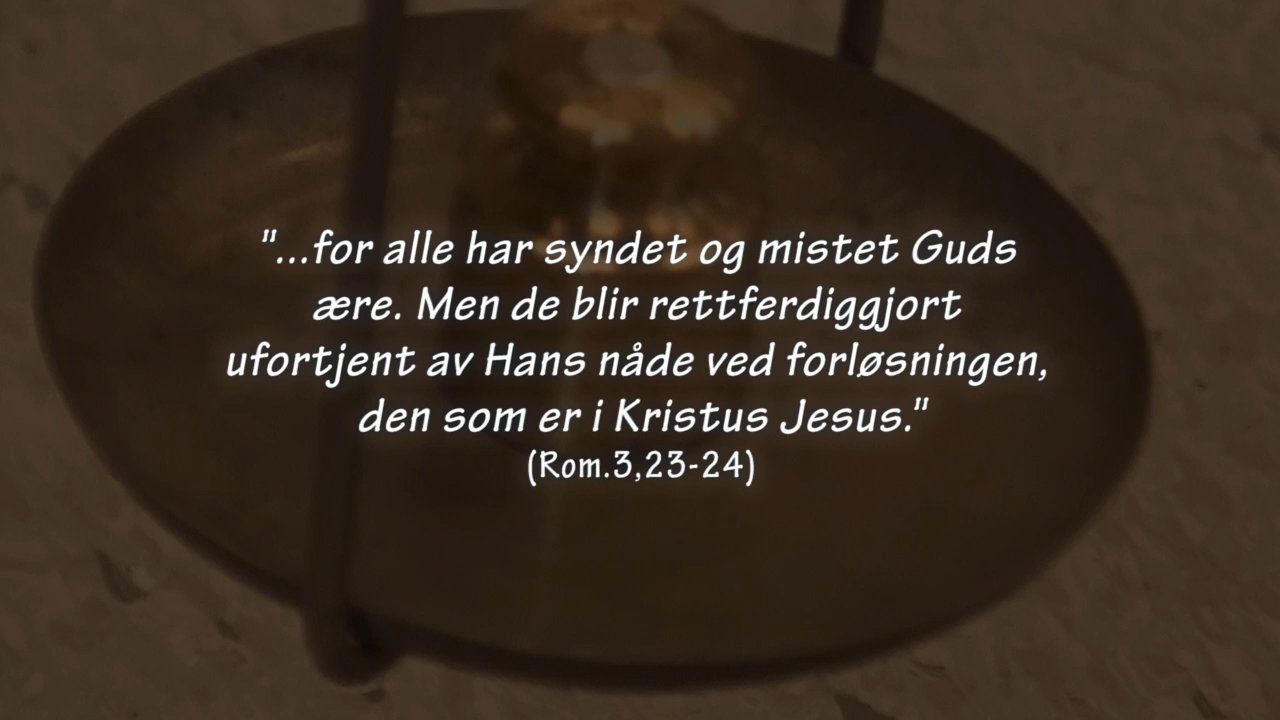 "...for alle har syndet og mistet Guds
ære. Men de blir rettferdiggjort
ufortjent av Hans nåde ved forløsningen,
den som er i Kristus Jesus."
(Rom.3,23-24)